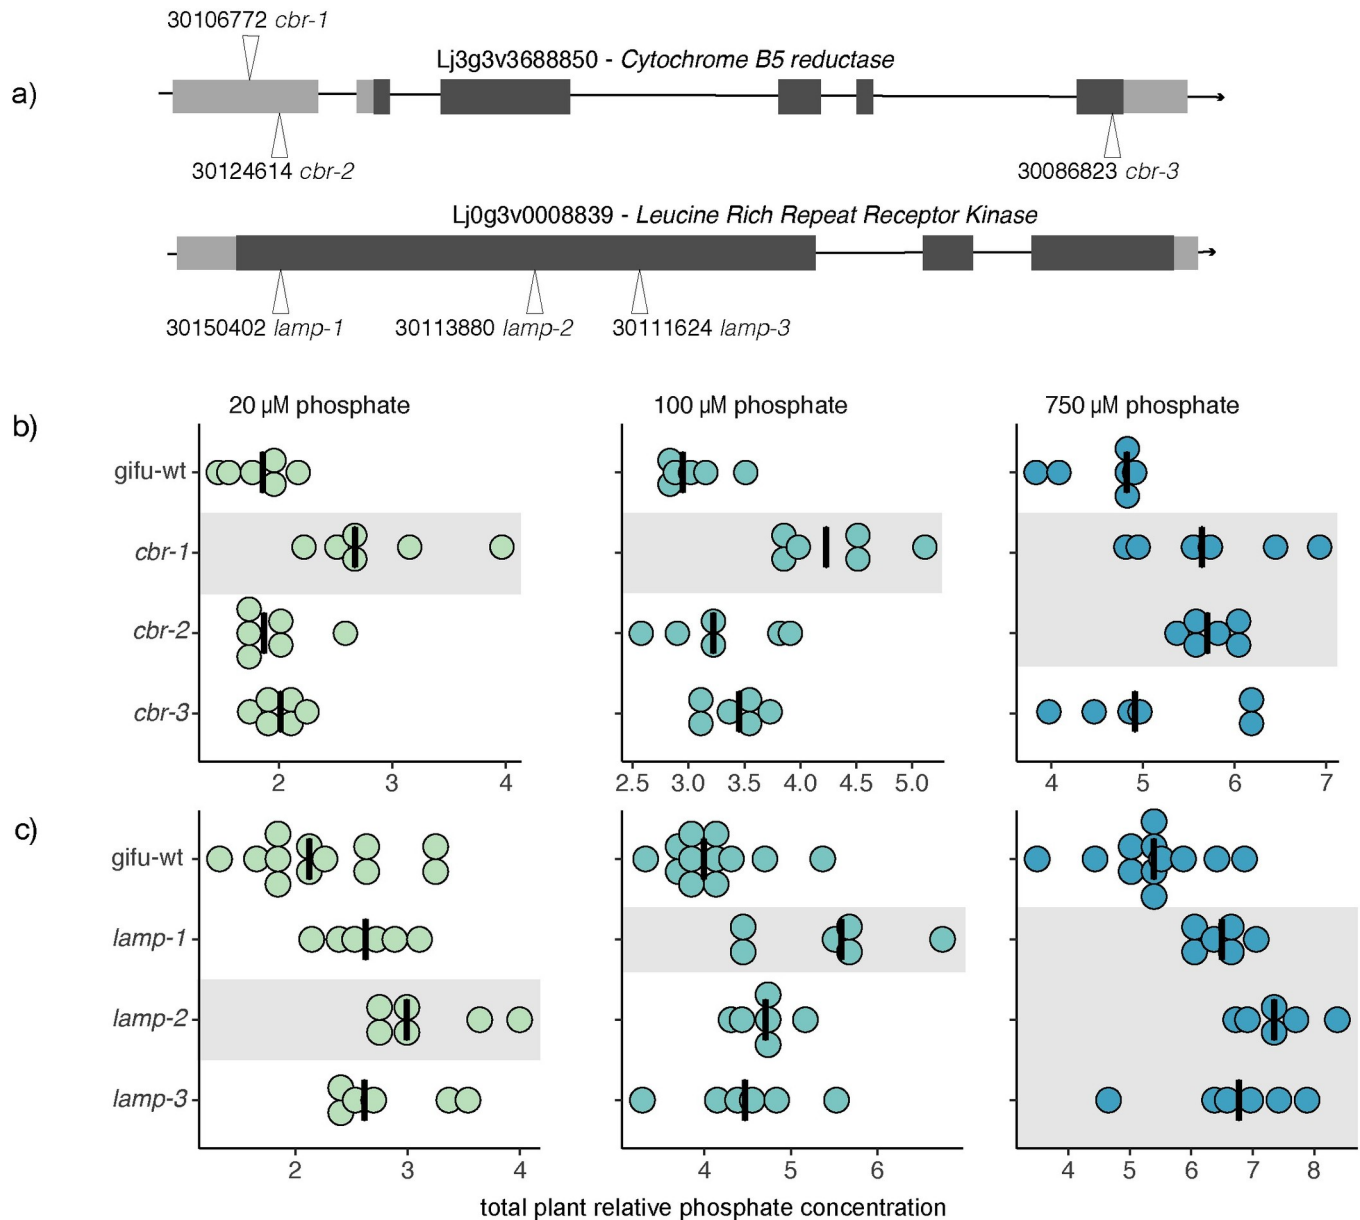 30106772 cbr-1
Lj3g3v3688850 - Cytochrome B5 reductase
a)
30124614 cbr-2
30086823 cbr-3
Lj0g3v0008839 - Leucine Rich Repeat Receptor Kinase
30150402 lamp-1
30113880 lamp-2
30111624 lamp-3
b)
20 µM phosphate
100 µM phosphate
750 µM phosphate
gifu-wt
cbr-1
cbr-2
cbr-3
2 3 4
2.5 3.0 3.5 4.0 4.5 5.0
4 5 6 7
c)
gifu-wt
lamp-1
lamp-2
lamp-3
2 3 4
4 5 6
4 5 6 7 8
total plant relative phosphate concentration